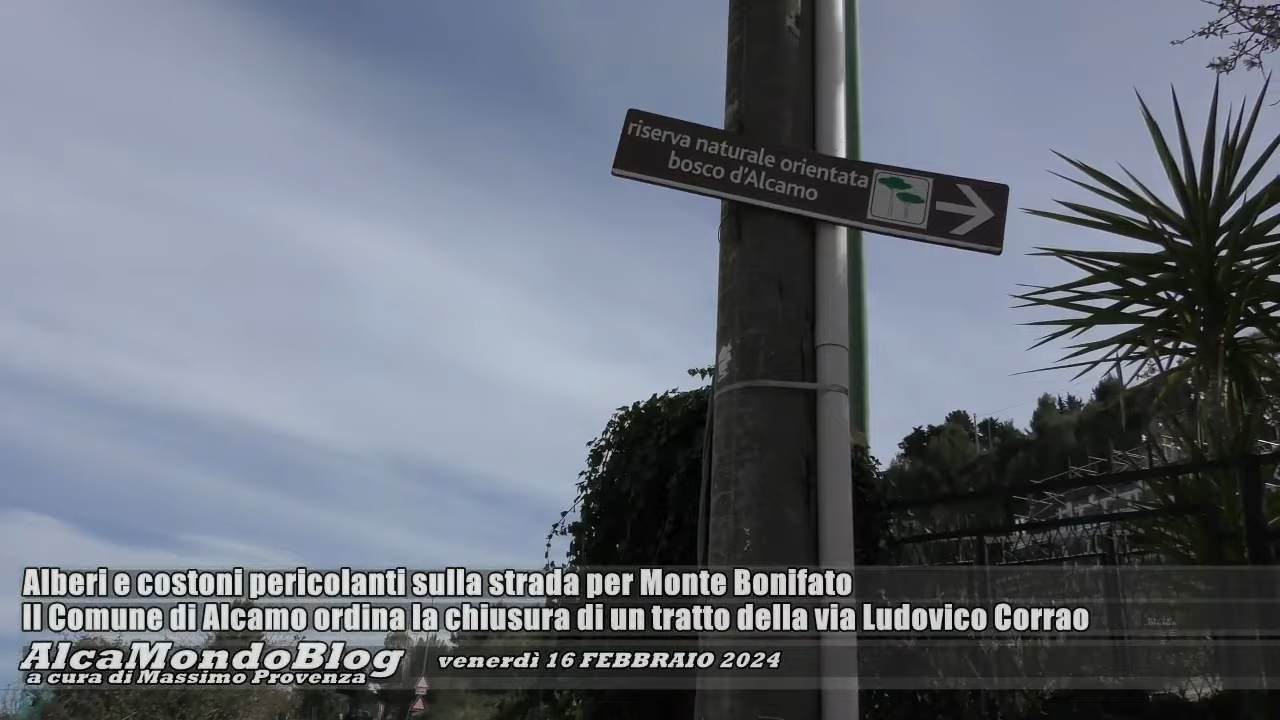 riserva naturale orientata
bosco d'Alcamo
Alberi e costoni pericolanti sulla strada per Monte Bonifato
Il Comune di Alcamo ordina la chiusura di un tratto della via Ludovico Corrao
AlcaMondoBlog venerdì 16 FEBBRAIO 2024
a cura di Massimo Provenza